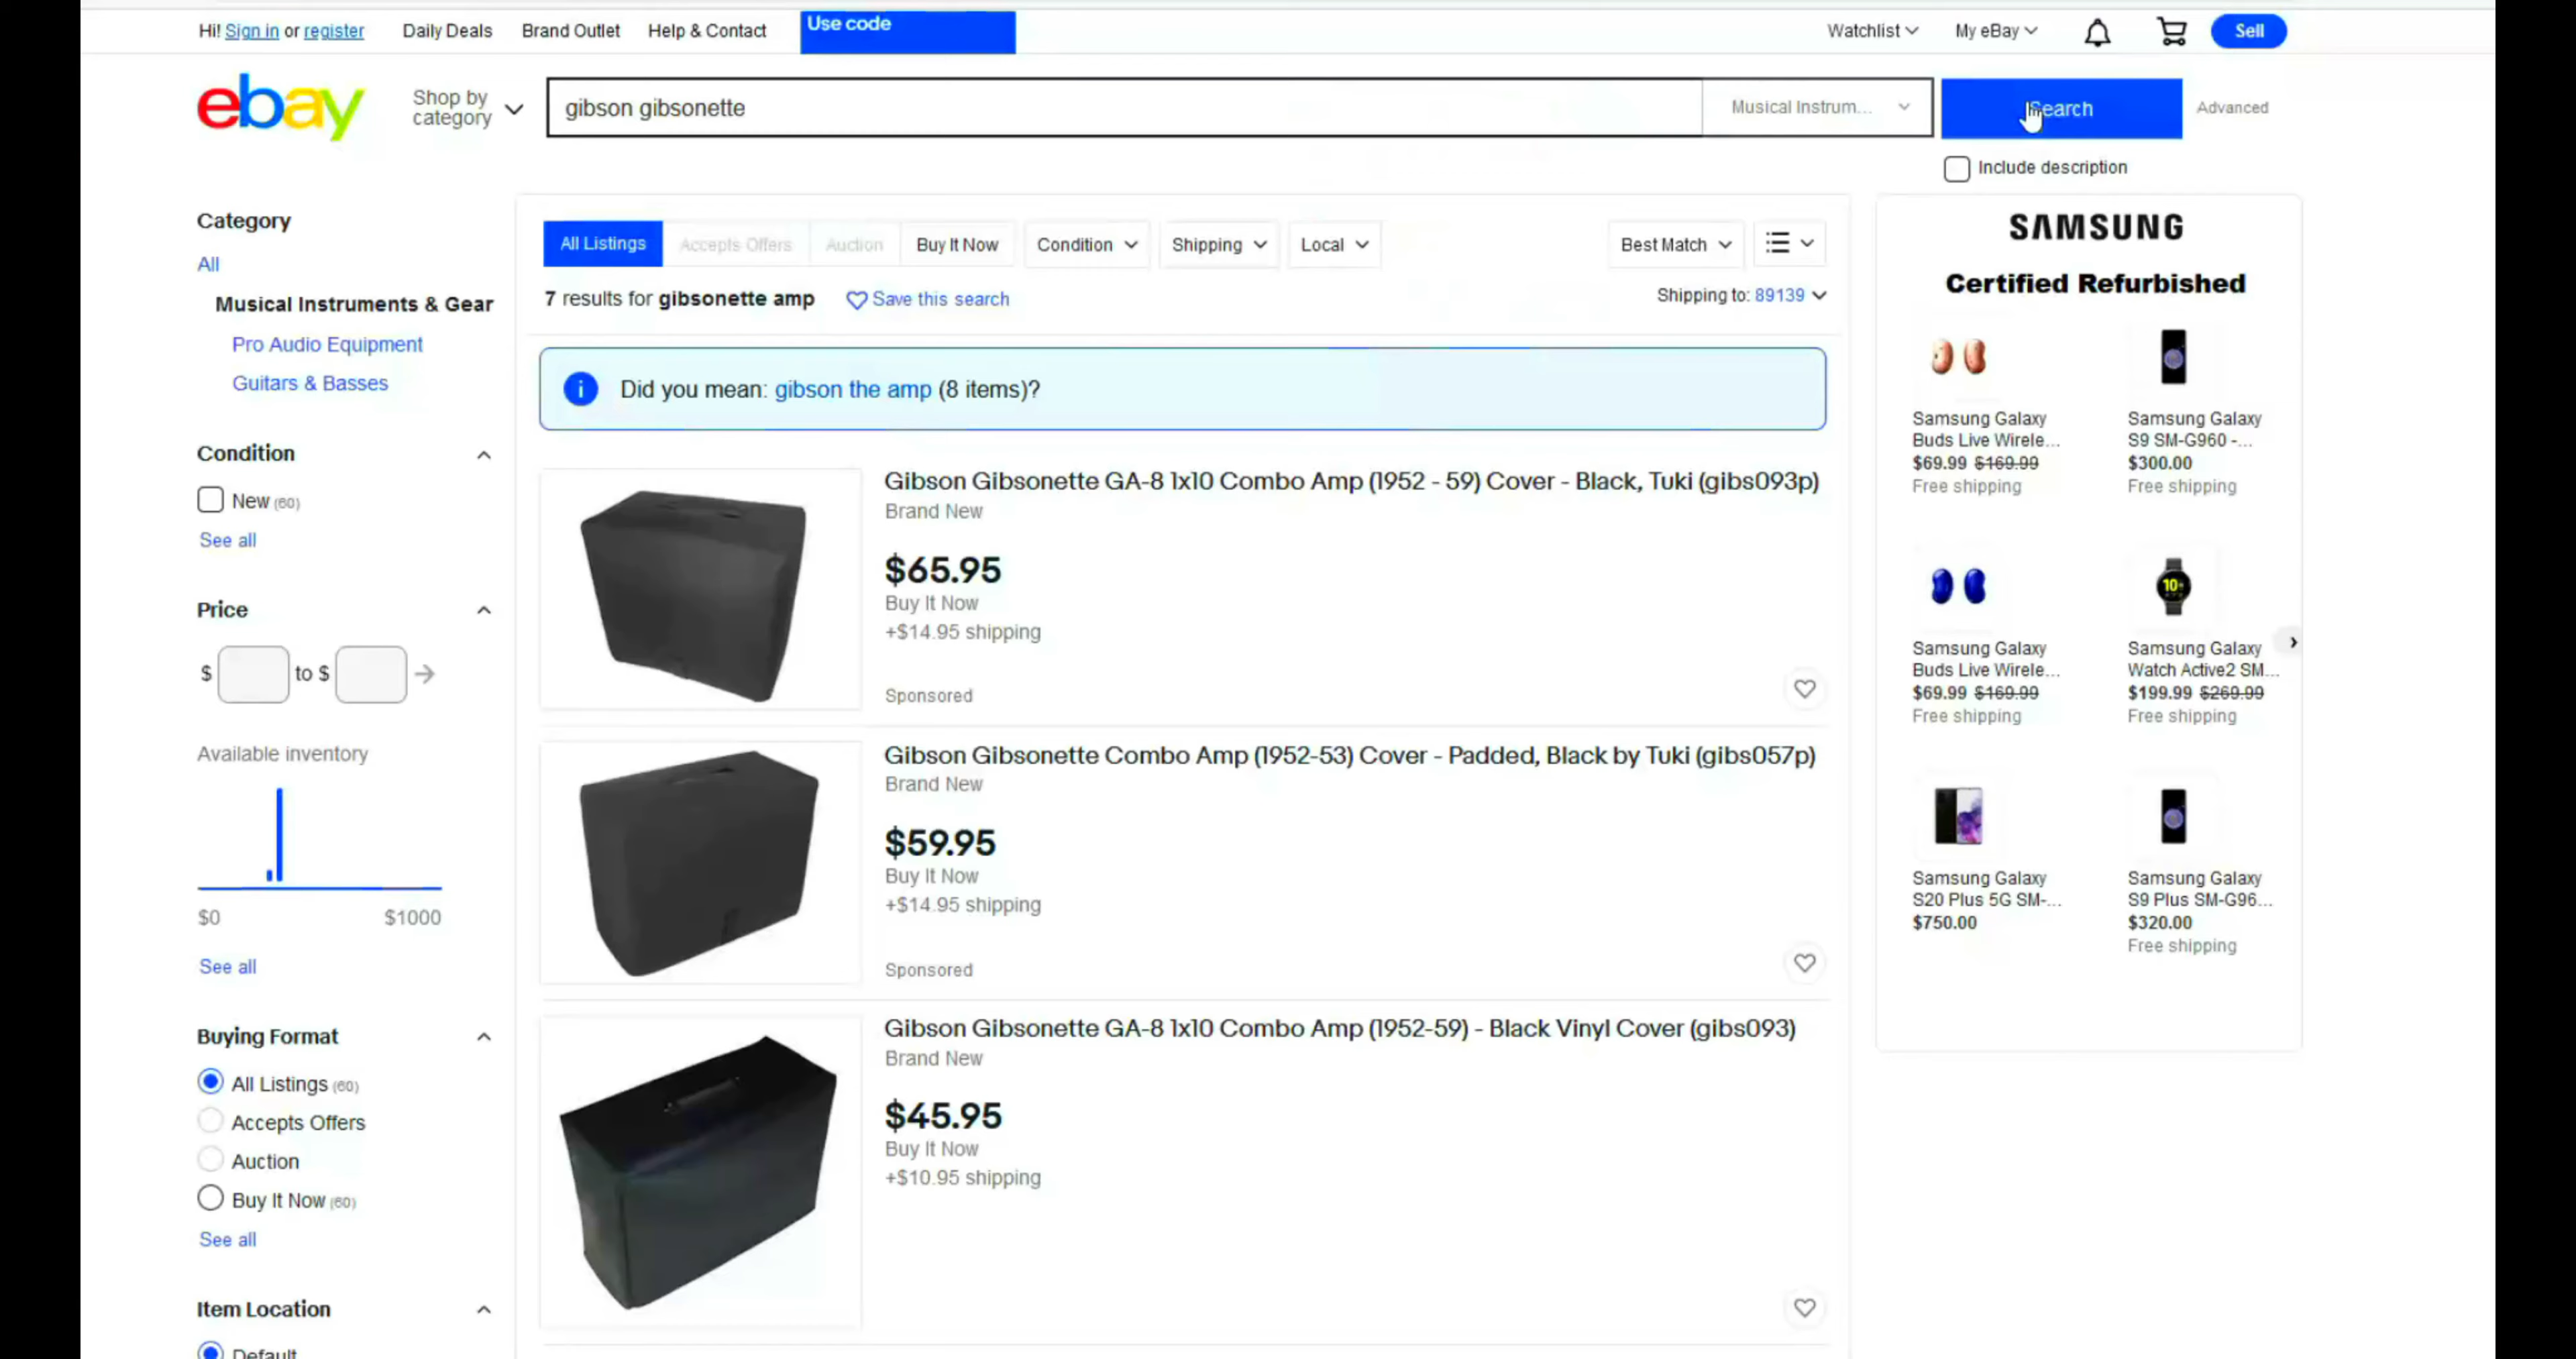 Hi! Sign in or register Daily Deals Brand Outlet Help & Contact Use code Watchlist My eBay Sell
ebay Shop by category gibson gibsonette Musical Instrum... Search Advanced
Include description
Category
All
Musical Instruments & Gear
Pro Audio Equipment
Guitars & Basses
Condition
New (60)
See all
Price
$ to $
Available inventory
$0 $1000
See all
Buying Format
All Listings (60)
Accepts Offers
Auction
Buy It Now (60)
See all
Item Location
Default
All Listings Accepts Offers Auction Buy It Now Condition Shipping Local Best Match
7 results for gibsonette amp Save this search Shipping to: 89139
i Did you mean: gibson the amp (8 items)?
Gibson Gibsonette GA-8 1x10 Combo Amp (1952 - 59) Cover - Black, Tuki (gibs093p)
Brand New
$65.95
Buy It Now
+$14.95 shipping
Sponsored
Gibson Gibsonette Combo Amp (1952-53) Cover - Padded, Black by Tuki (gibs057p)
Brand New
$59.95
Buy It Now
+$14.95 shipping
Sponsored
Gibson Gibsonette GA-8 1x10 Combo Amp (1952-59) - Black Vinyl Cover (gibs093)
Brand New
$45.95
Buy It Now
+$10.95 shipping
SAMSUNG
Certified Refurbished
Samsung Galaxy
Buds Live Wirele...
$69.99 $169.99
Free shipping
Samsung Galaxy
S9 SM-G960 -...
$300.00
Free shipping
Samsung Galaxy
Buds Live Wirele...
$69.99 $169.99
Free shipping
10
Samsung Galaxy
Watch Active2 SM...
$199.99 $269.99
Free shipping
Samsung Galaxy
S20 Plus 5G SM-...
$750.00
Samsung Galaxy
S9 Plus SM-G96...
$320.00
Free shipping